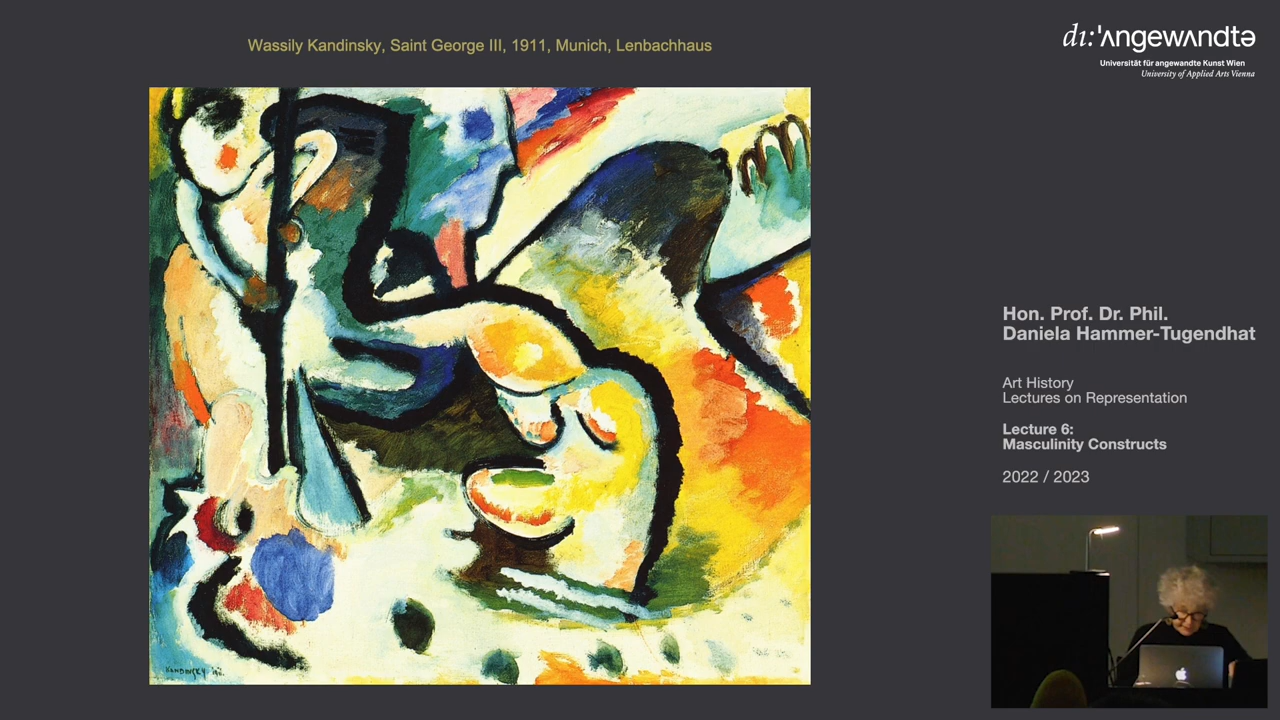 Wassily Kandinsky, Saint George III, 1911, Munich, Lenbachhaus
dı:'ʌngewʌndtə
Universität für angewandte Kunst Wien
University of Applied Arts Vienna
Hon. Prof. Dr. Phil.
Daniela Hammer-Tugendhat
Art History
Lectures on Representation
Lecture 6:
Masculinity Constructs
2022 / 2023
KANDINSKY